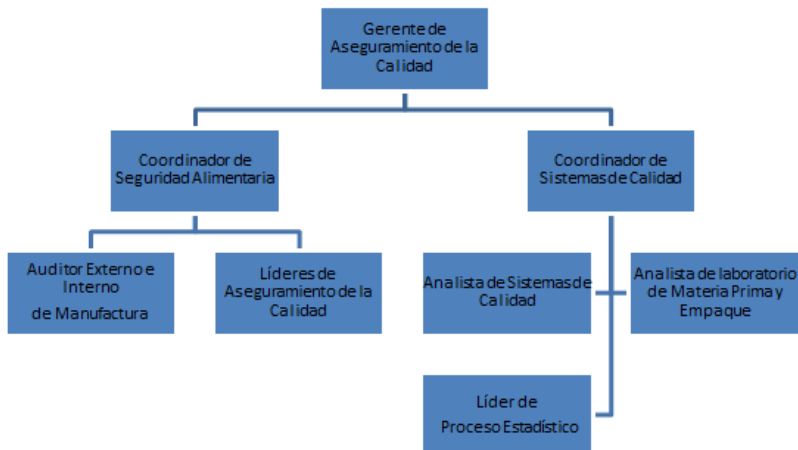 Gerente de
Aseguramiento de la
Calidad
Coordinador de
Seguridad Alimentaria
Coordinador de
Sistemas de Calidad
Auditor Externo e
Interno
de Manufactura
Líderes de
Aseguramiento de la
Calidad
Analista de Sistemas de
Calidad
Analista de laboratorio
de Materia Prima y
Empaque
Líder de
Proceso Estadístico